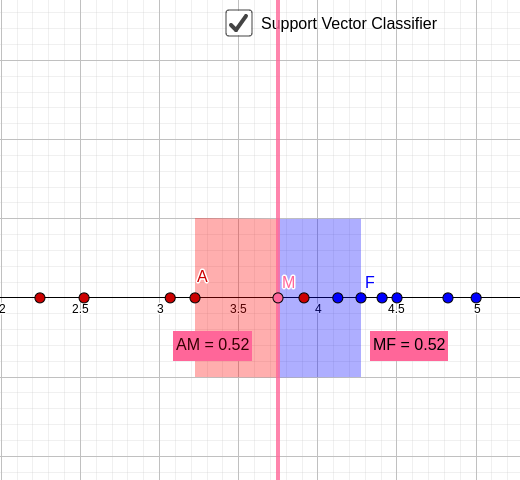 Support Vector Classifier
A
M
F
2
2.5
3
3.5
4
4.5
5
AM = 0.52
MF = 0.52